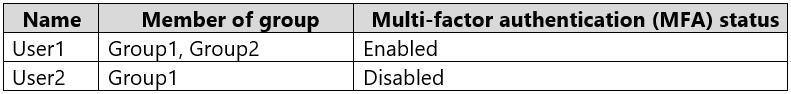 Name Member of group Multi-factor authentication (MFA) status
User1 Group1, Group2 Enabled
User2 Group1 Disabled